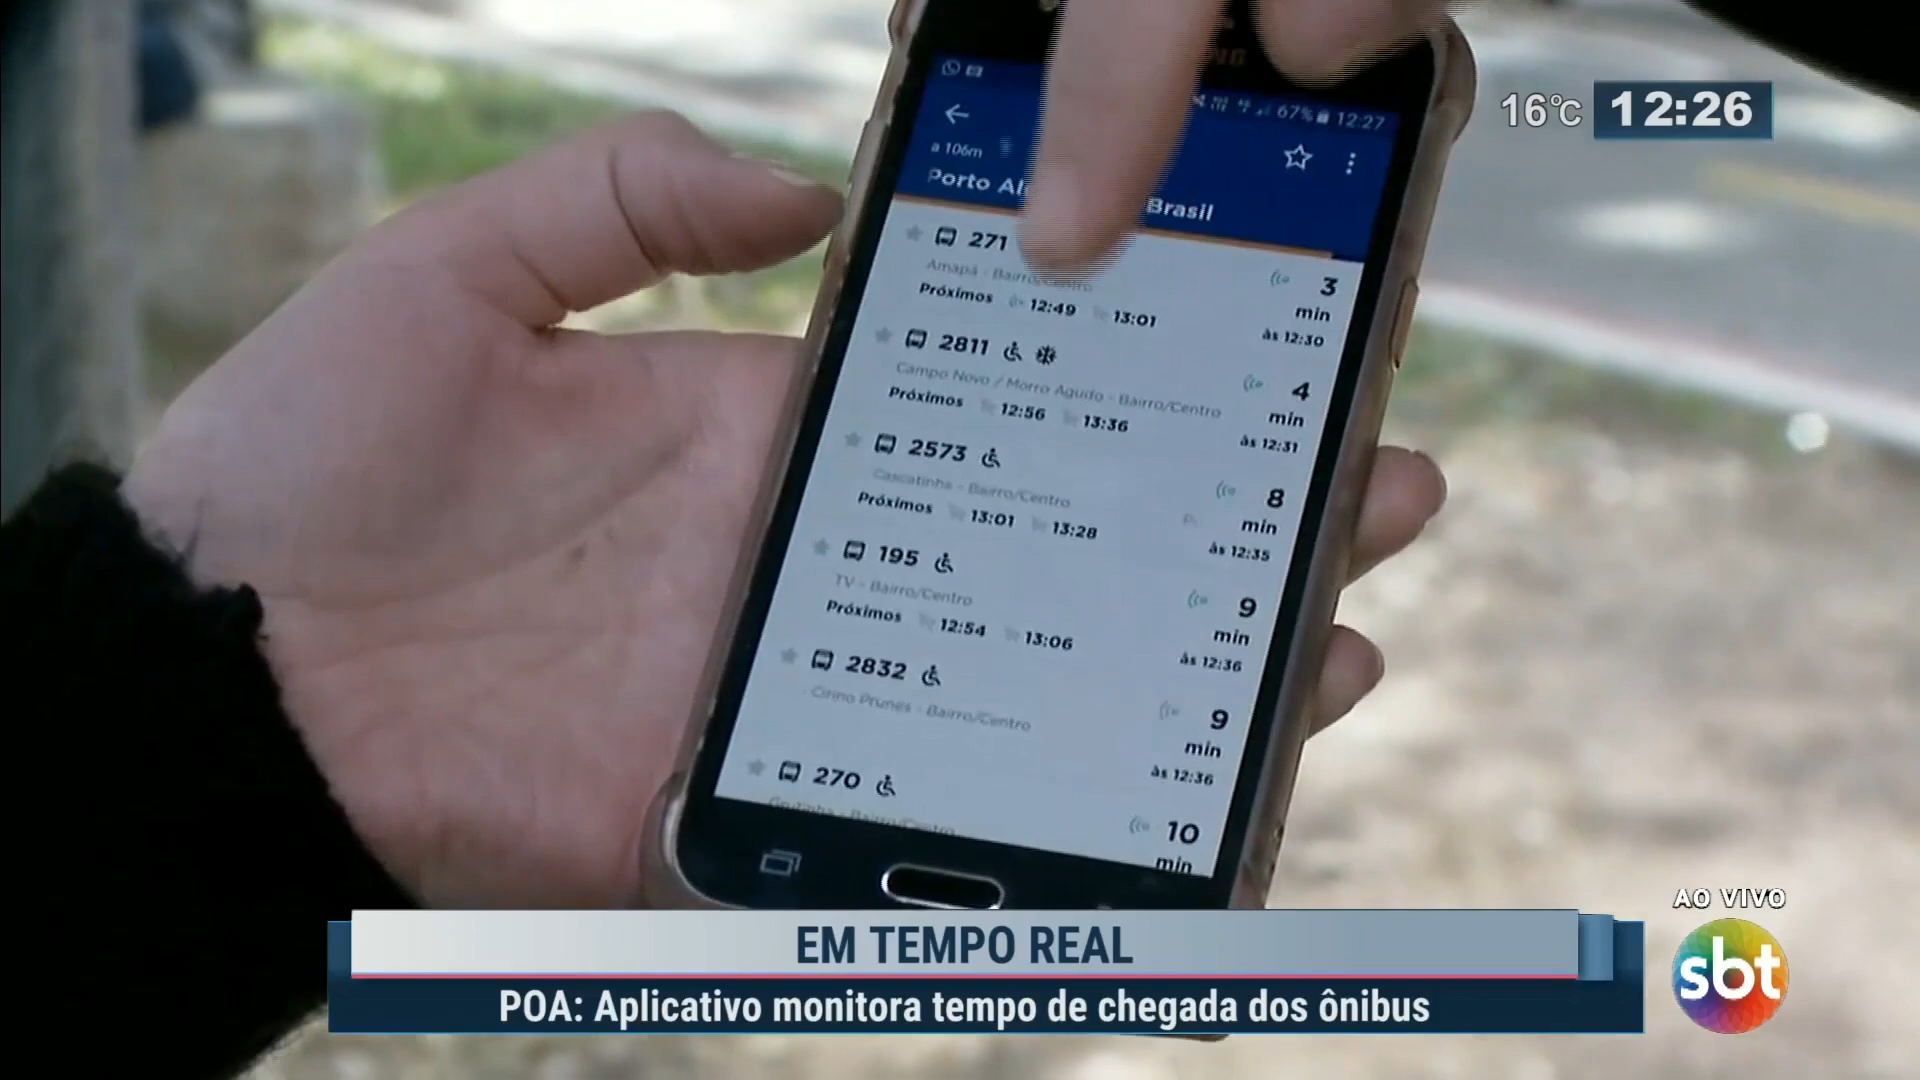 16°C 12:26
67% 12:27
a 106m
Porto Al
Brasil
271
3
min
às 12:30
Amapá - Bairro/Centro
Próximos 12:49 13:01
2811
4
min
às 12:31
Campo Novo / Morro Agudo - Bairro/Centro
Próximos 12:56 13:36
2573
8
min
às 12:35
Cascatinha - Bairro/Centro
Próximos 13:01 13:28
195
9
min
às 12:36
TV - Bairro/Centro
Próximos 12:54 13:06
2832
9
min
às 12:36
Cirino Prunes - Bairro/Centro
270
10
min
Grutinha - Bairro/Centro
AO VIVO
sbt
EM TEMPO REAL
POA: Aplicativo monitora tempo de chegada dos ônibus